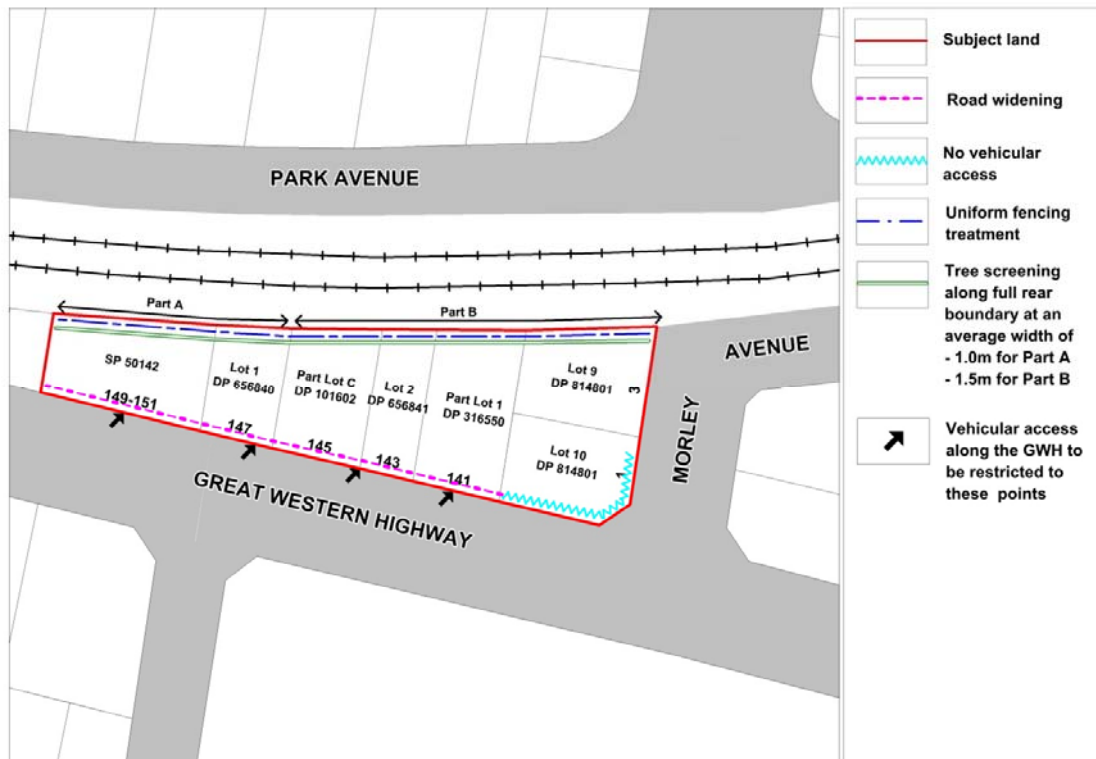 PARK AVENUE
Part A
Part B
SP 50142
Lot 1
DP 656840
Part Lot C
DP 101602
Lot 2
DP 656841
Part Lot 1
DP 316550
Lot 9
DP 814801
3
Lot 10
DP 814801
1
149-151
147
145
143
141
GREAT WESTERN HIGHWAY
MORLEY
AVENUE
Subject land
Road widening
No vehicular
access
Uniform fencing
treatment
Tree screening
along full rear
boundary at an
average width of
- 1.0m for Part A
- 1.5m for Part B
Vehicular access
along the GWH to
be restricted to
these points